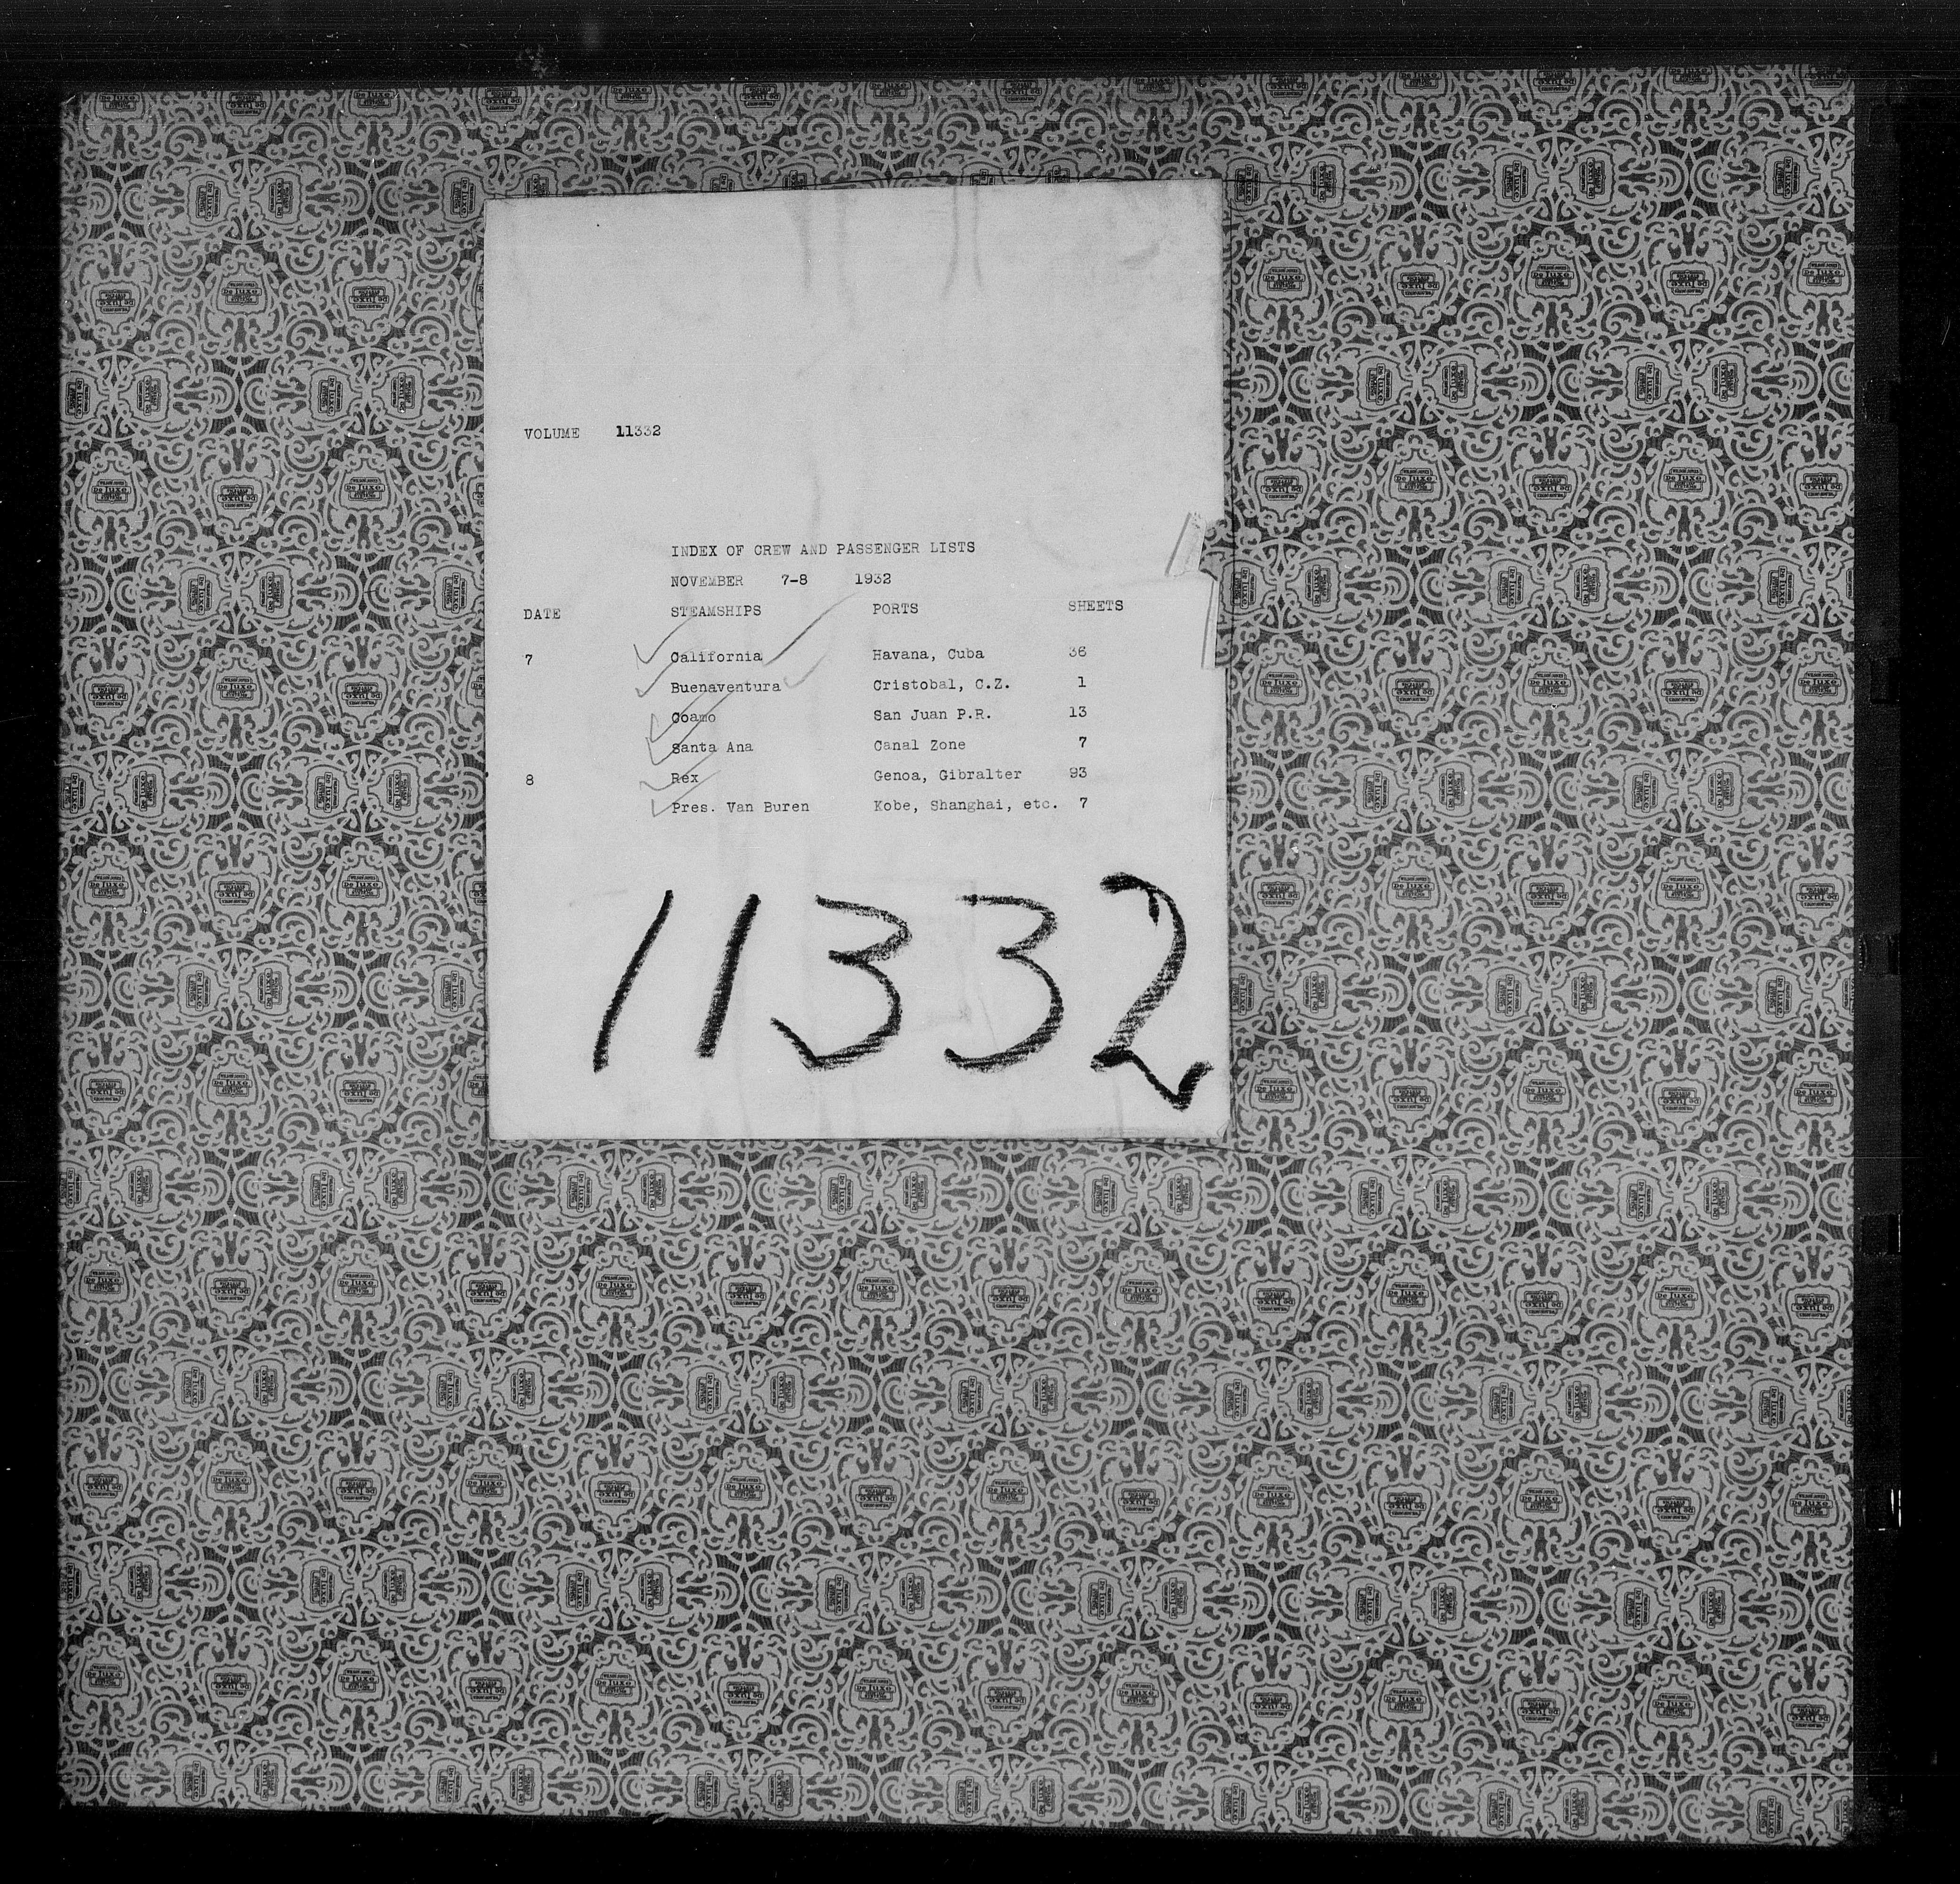 VOLUME 11332
INDEX OF CREW AND PASSENGER LISTS
NOVEMBER 7-8 1932
DATE STEAMSHIPS PORTS SHEETS
7 California Havana, Cuba 36
Buenaventura Cristobal, C.Z. 1
Coamo San Juan P.R. 13
Santa Ana Canal Zone 7
8 Rex Genoa, Gibralter 93
Pres. Van Buren Kobe, Shanghai, etc. 7
11332
De Luxe